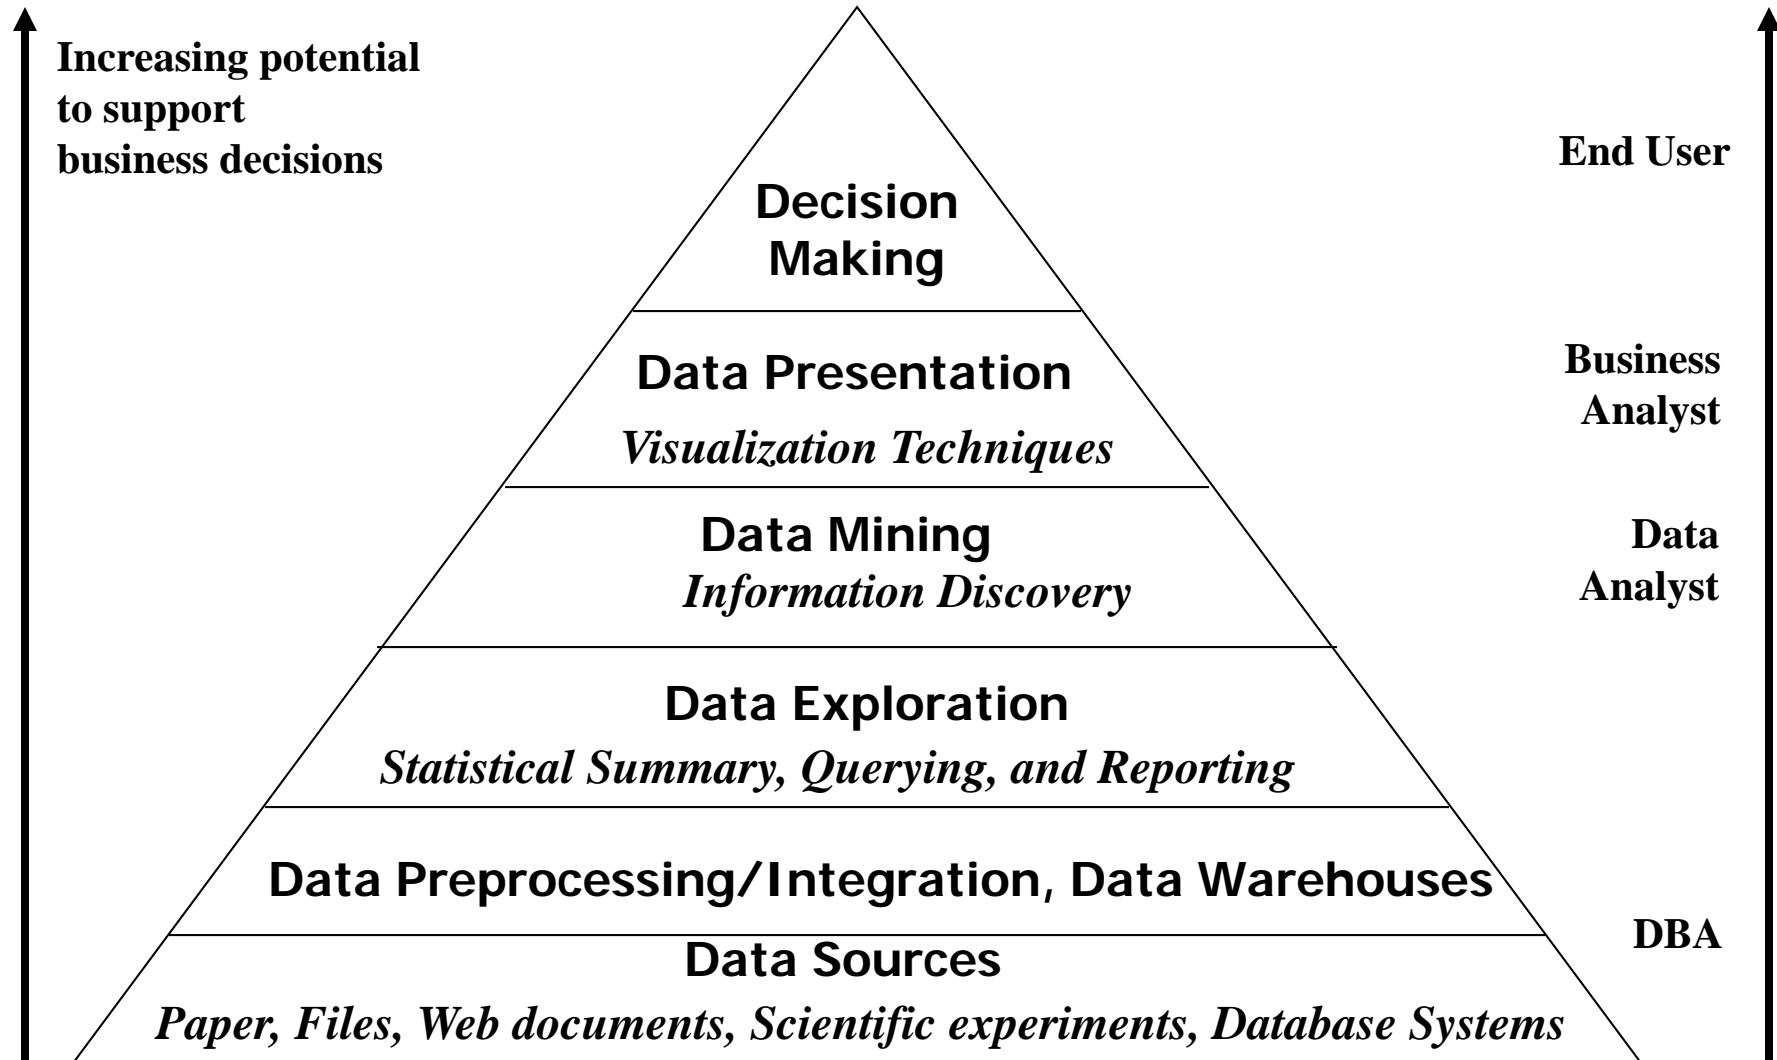 Increasing potential
to support
business decisions
End User
Decision
Making
Business
Analyst
Data Presentation
Visualization Techniques
Data Mining
Information Discovery
Data
Analyst
Data Exploration
Statistical Summary, Querying, and Reporting
Data Preprocessing/Integration, Data Warehouses
DBA
Data Sources
Paper, Files, Web documents, Scientific experiments, Database Systems